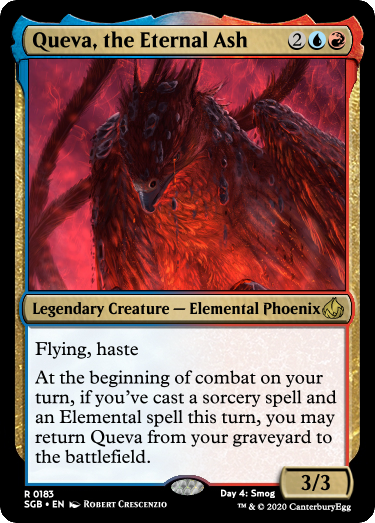 Queva, the Eternal Ash 2
Legendary Creature — Elemental Phoenix
Flying, haste
At the beginning of combat on your
turn, if you've cast a sorcery spell and
an Elemental spell this turn, you may
return Queva from your graveyard to
the battlefield.
3/3
R 0183 Day 4: Smog
SGB • EN Robert Crescenzio ™ & © 2020 CanterburyEgg